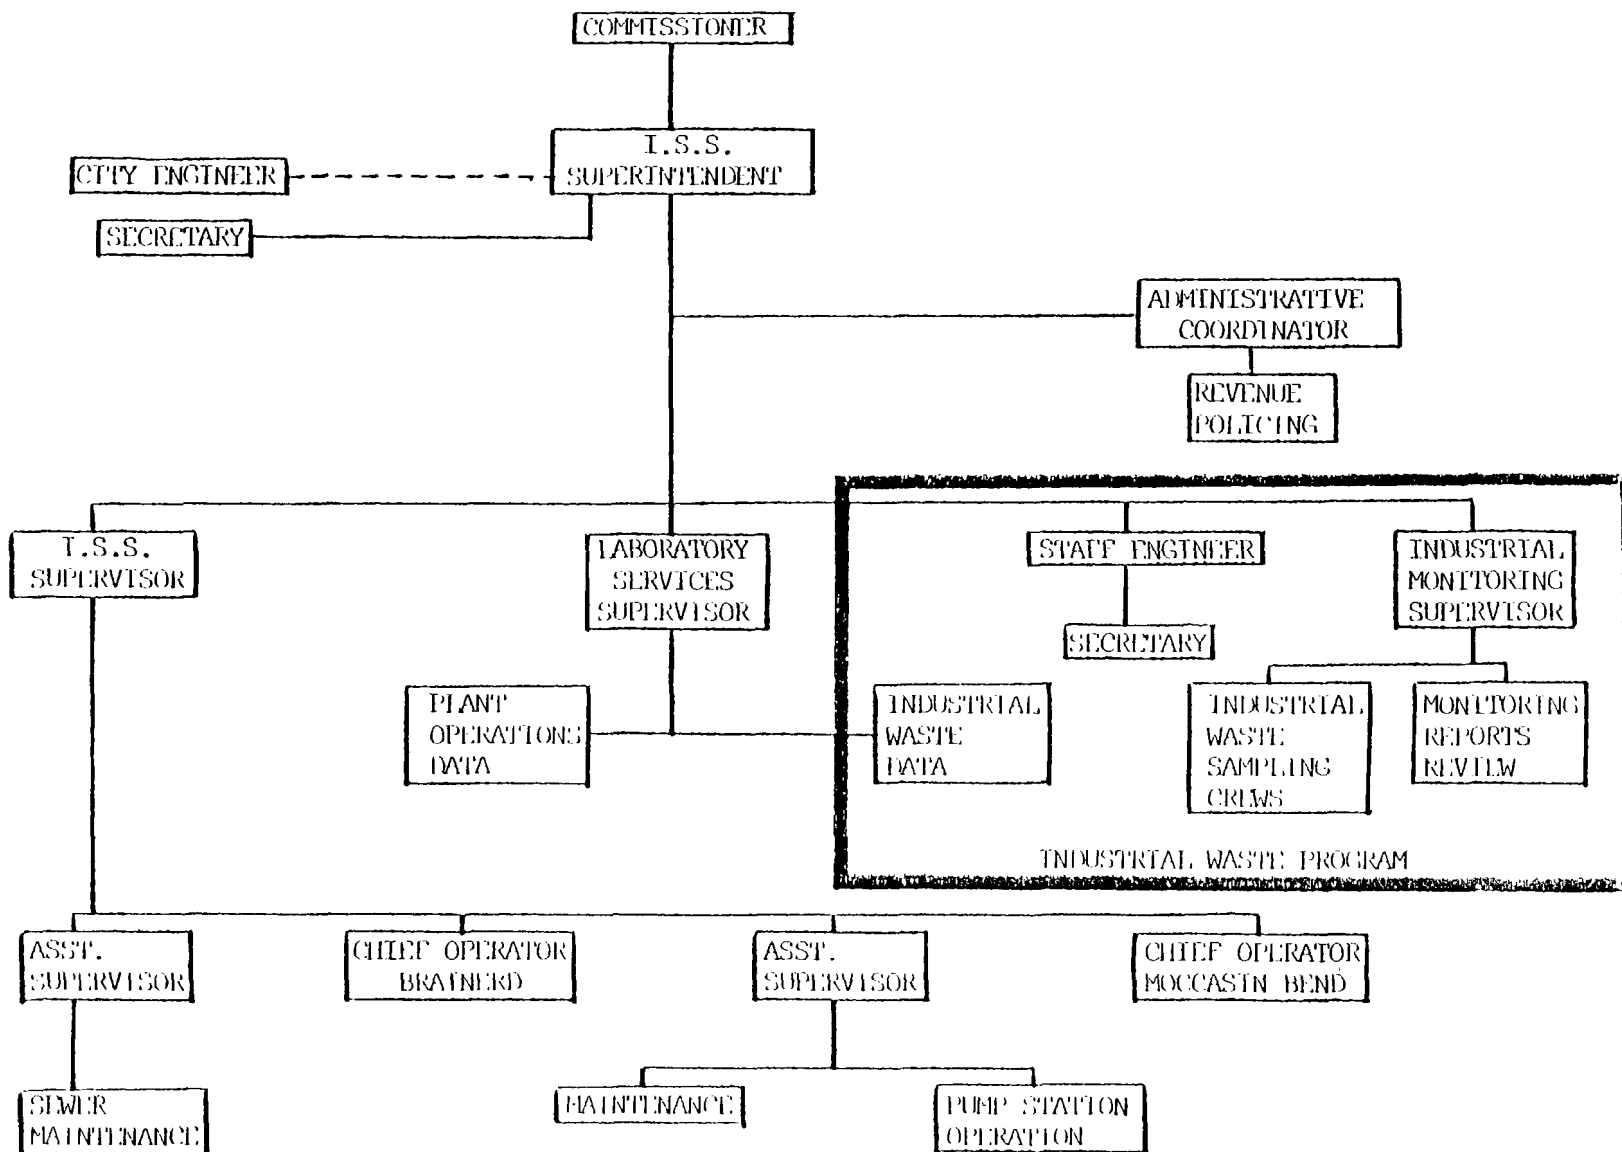 COMMISSIONER
I.S.S.
SUPERINTENDENT
CITY ENGINEER
SECRETARY
ADMINISTRATIVE
COORDINATOR
REVENUE
POLICING
I.S.S.
SUPERVISOR
LABORATORY
SERVICES
SUPERVISOR
STAFF ENGINEER
INDUSTRIAL
MONITORING
SUPERVISOR
SECRETARY
PLANT
OPERATIONS
DATA
INDUSTRIAL
WASTE
DATA
INDUSTRIAL
WASTE
SAMPLING
CREWS
MONITORING
REPORTS
REVIEW
INDUSTRIAL WASTE PROGRAM
ASST.
SUPERVISOR
CHIEF OPERATOR
BRAINERD
ASST.
SUPERVISOR
CHIEF OPERATOR
MOCCASIN BEND
SEWER
MAINTENANCE
MAINTENANCE
PUMP STATION
OPERATION